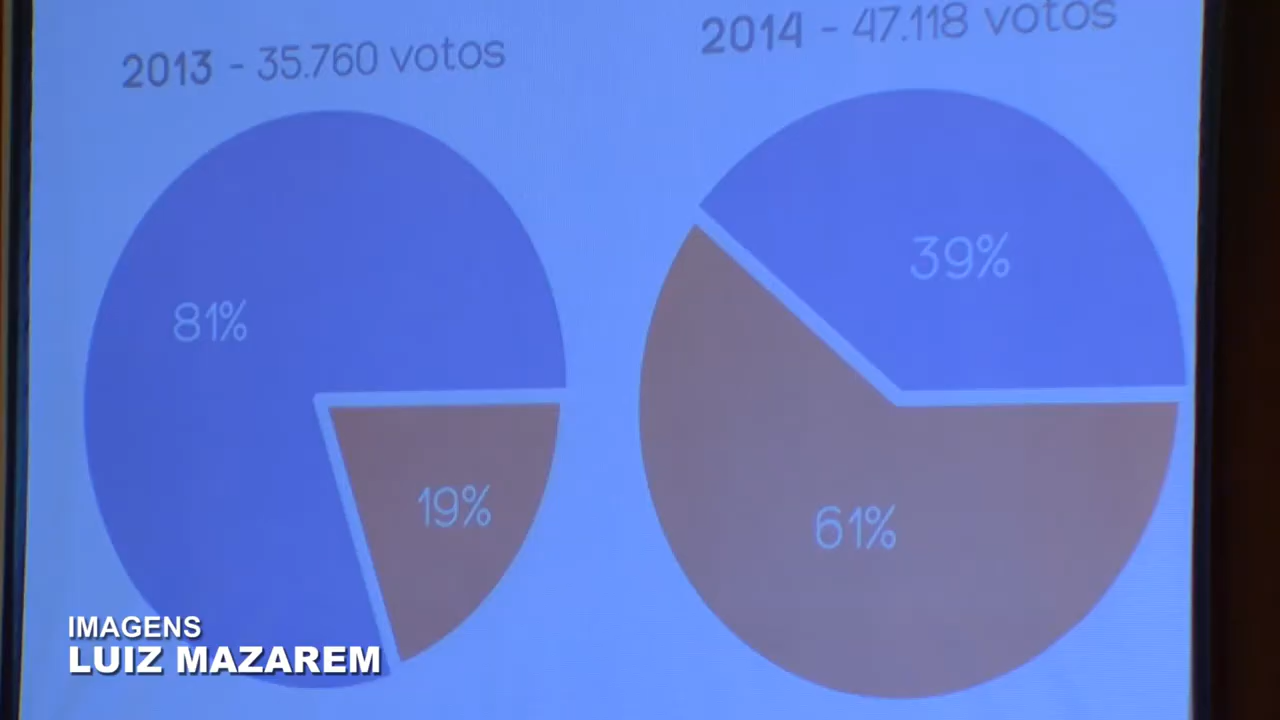 2013 - 35.760 votos
2014 - 47.118 votos
81%
19%
39%
61%
IMAGENS
LUIZ MAZAREM